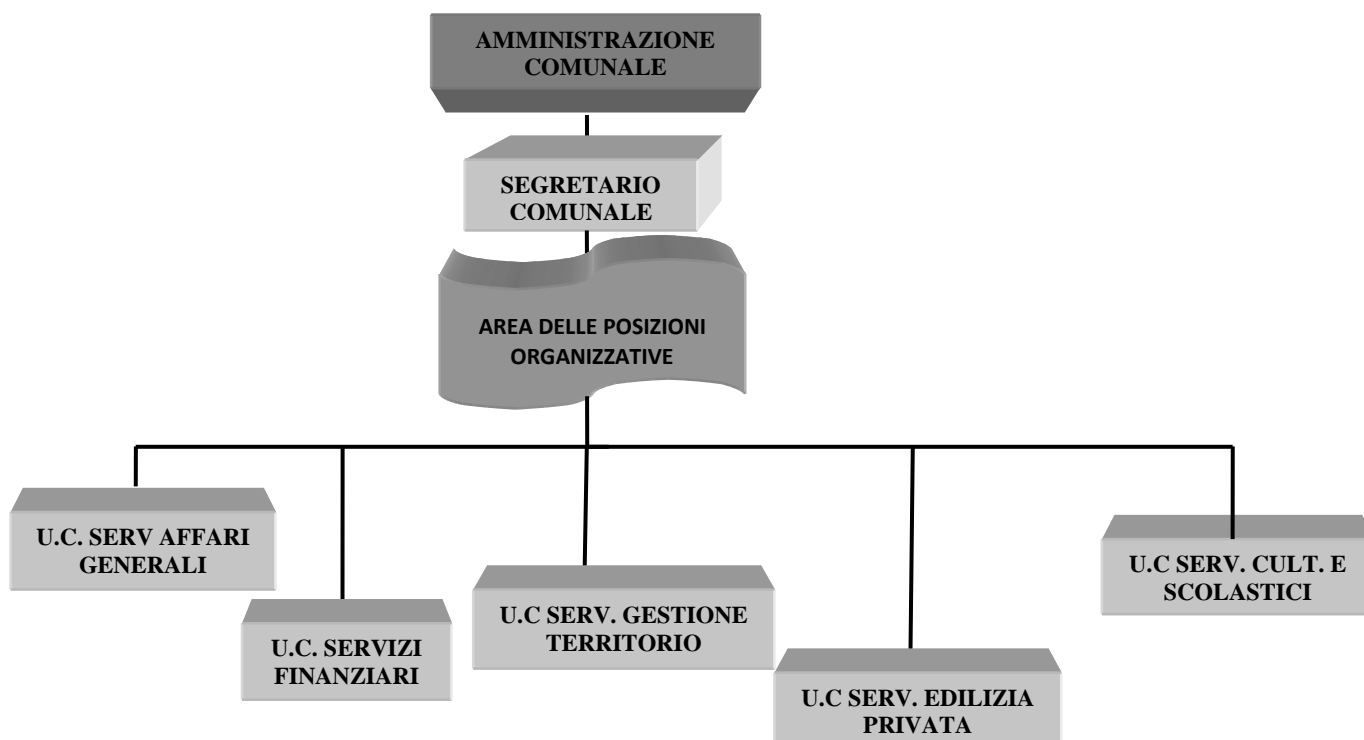 AMMINISTRAZIONE
COMUNALE
SEGRETARIO
COMUNALE
AREA DELLE POSIZIONI
ORGANIZZATIVE
U.C. SERV AFFARI
GENERALI
U.C. SERVIZI
FINANZIARI
U.C SERV. GESTIONE
TERRITORIO
U.C SERV. EDILIZIA
PRIVATA
U.C SERV. CULT. E
SCOLASTICI